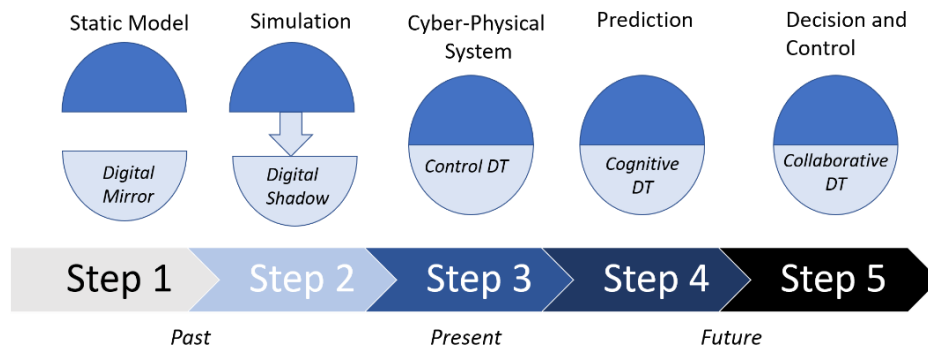 Static Model
Simulation
Cyber-Physical
System
Prediction
Decision and
Control
Digital
Mirror
Digital
Shadow
Control DT
Cognitive
DT
Collaborative
DT
Step 1
Step 2
Step 3
Step 4
Step 5
Past
Present
Future